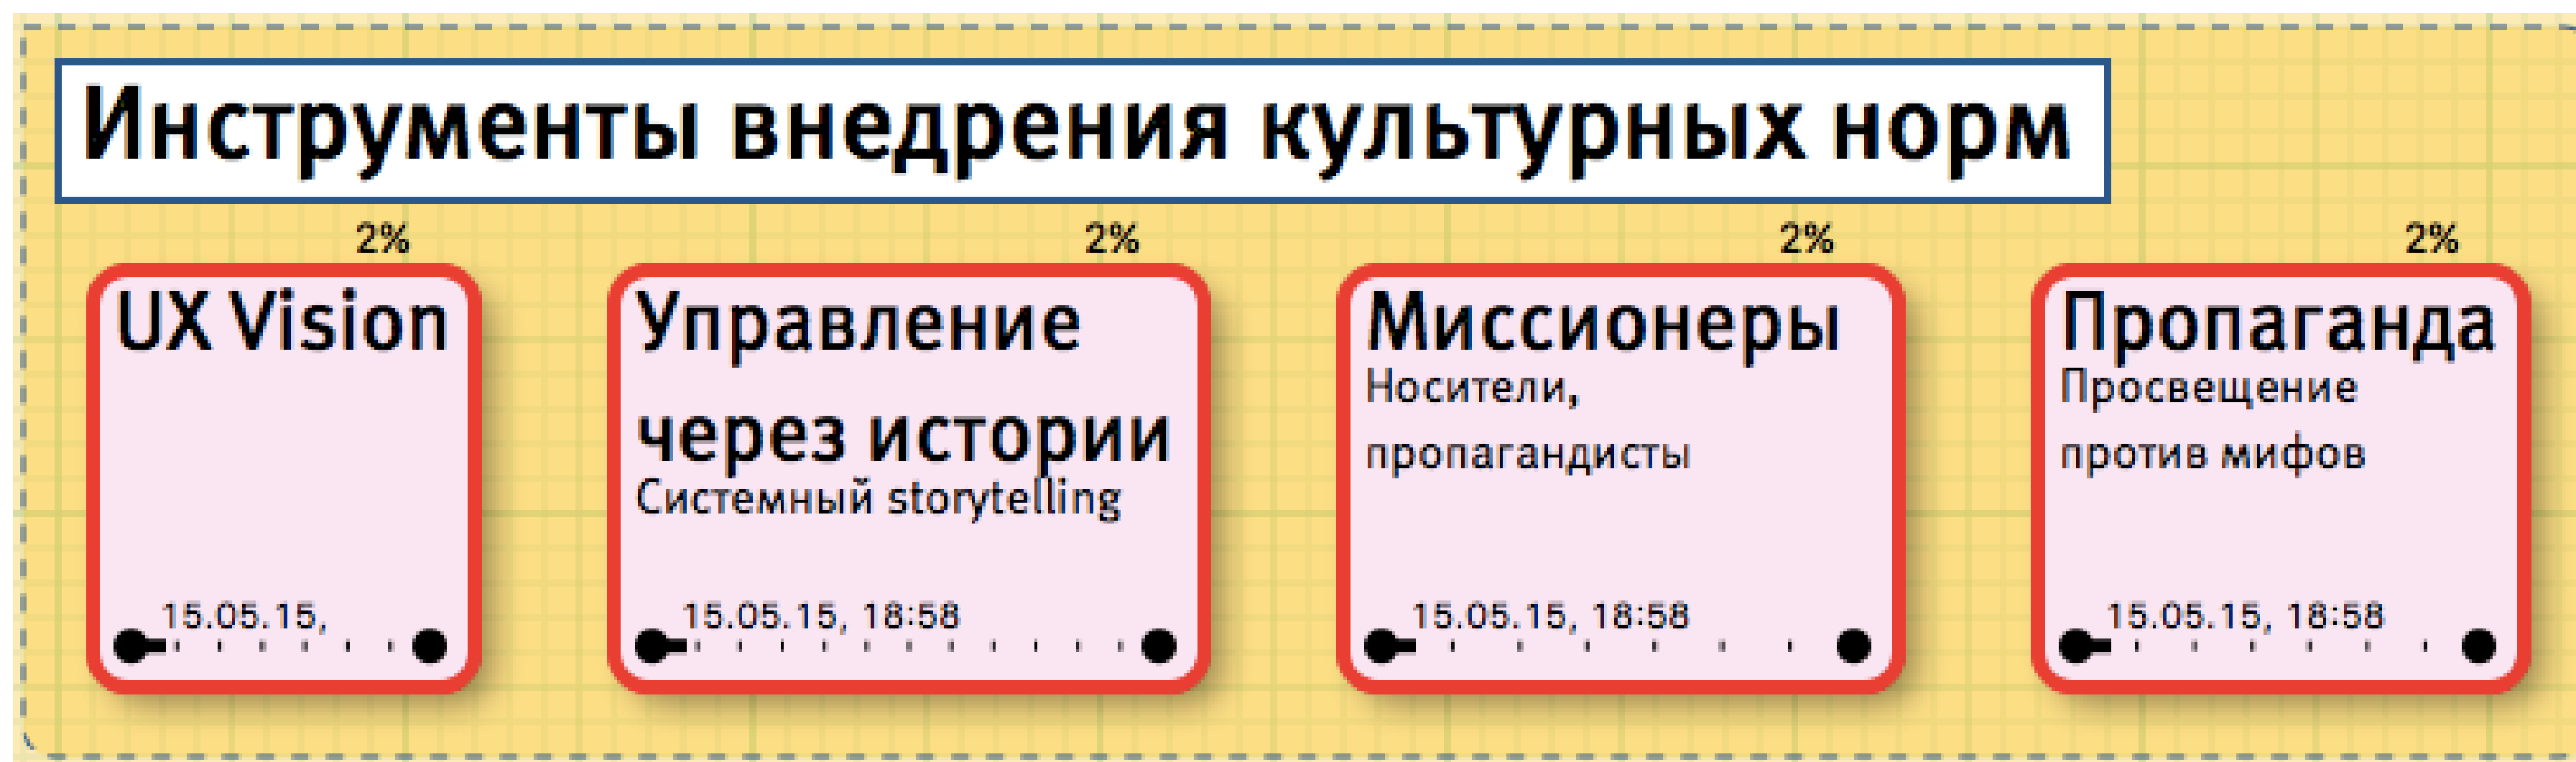 Инструменты внедрения культурных норм
2%
UX Vision
15.05.15,
2%
Управление
через истории
Системный storytelling
15.05.15, 18:58
2%
Миссионеры
Носители,
пропагандисты
15.05.15, 18:58
2%
Пропаганда
Просвещение
против мифов
15.05.15, 18:58